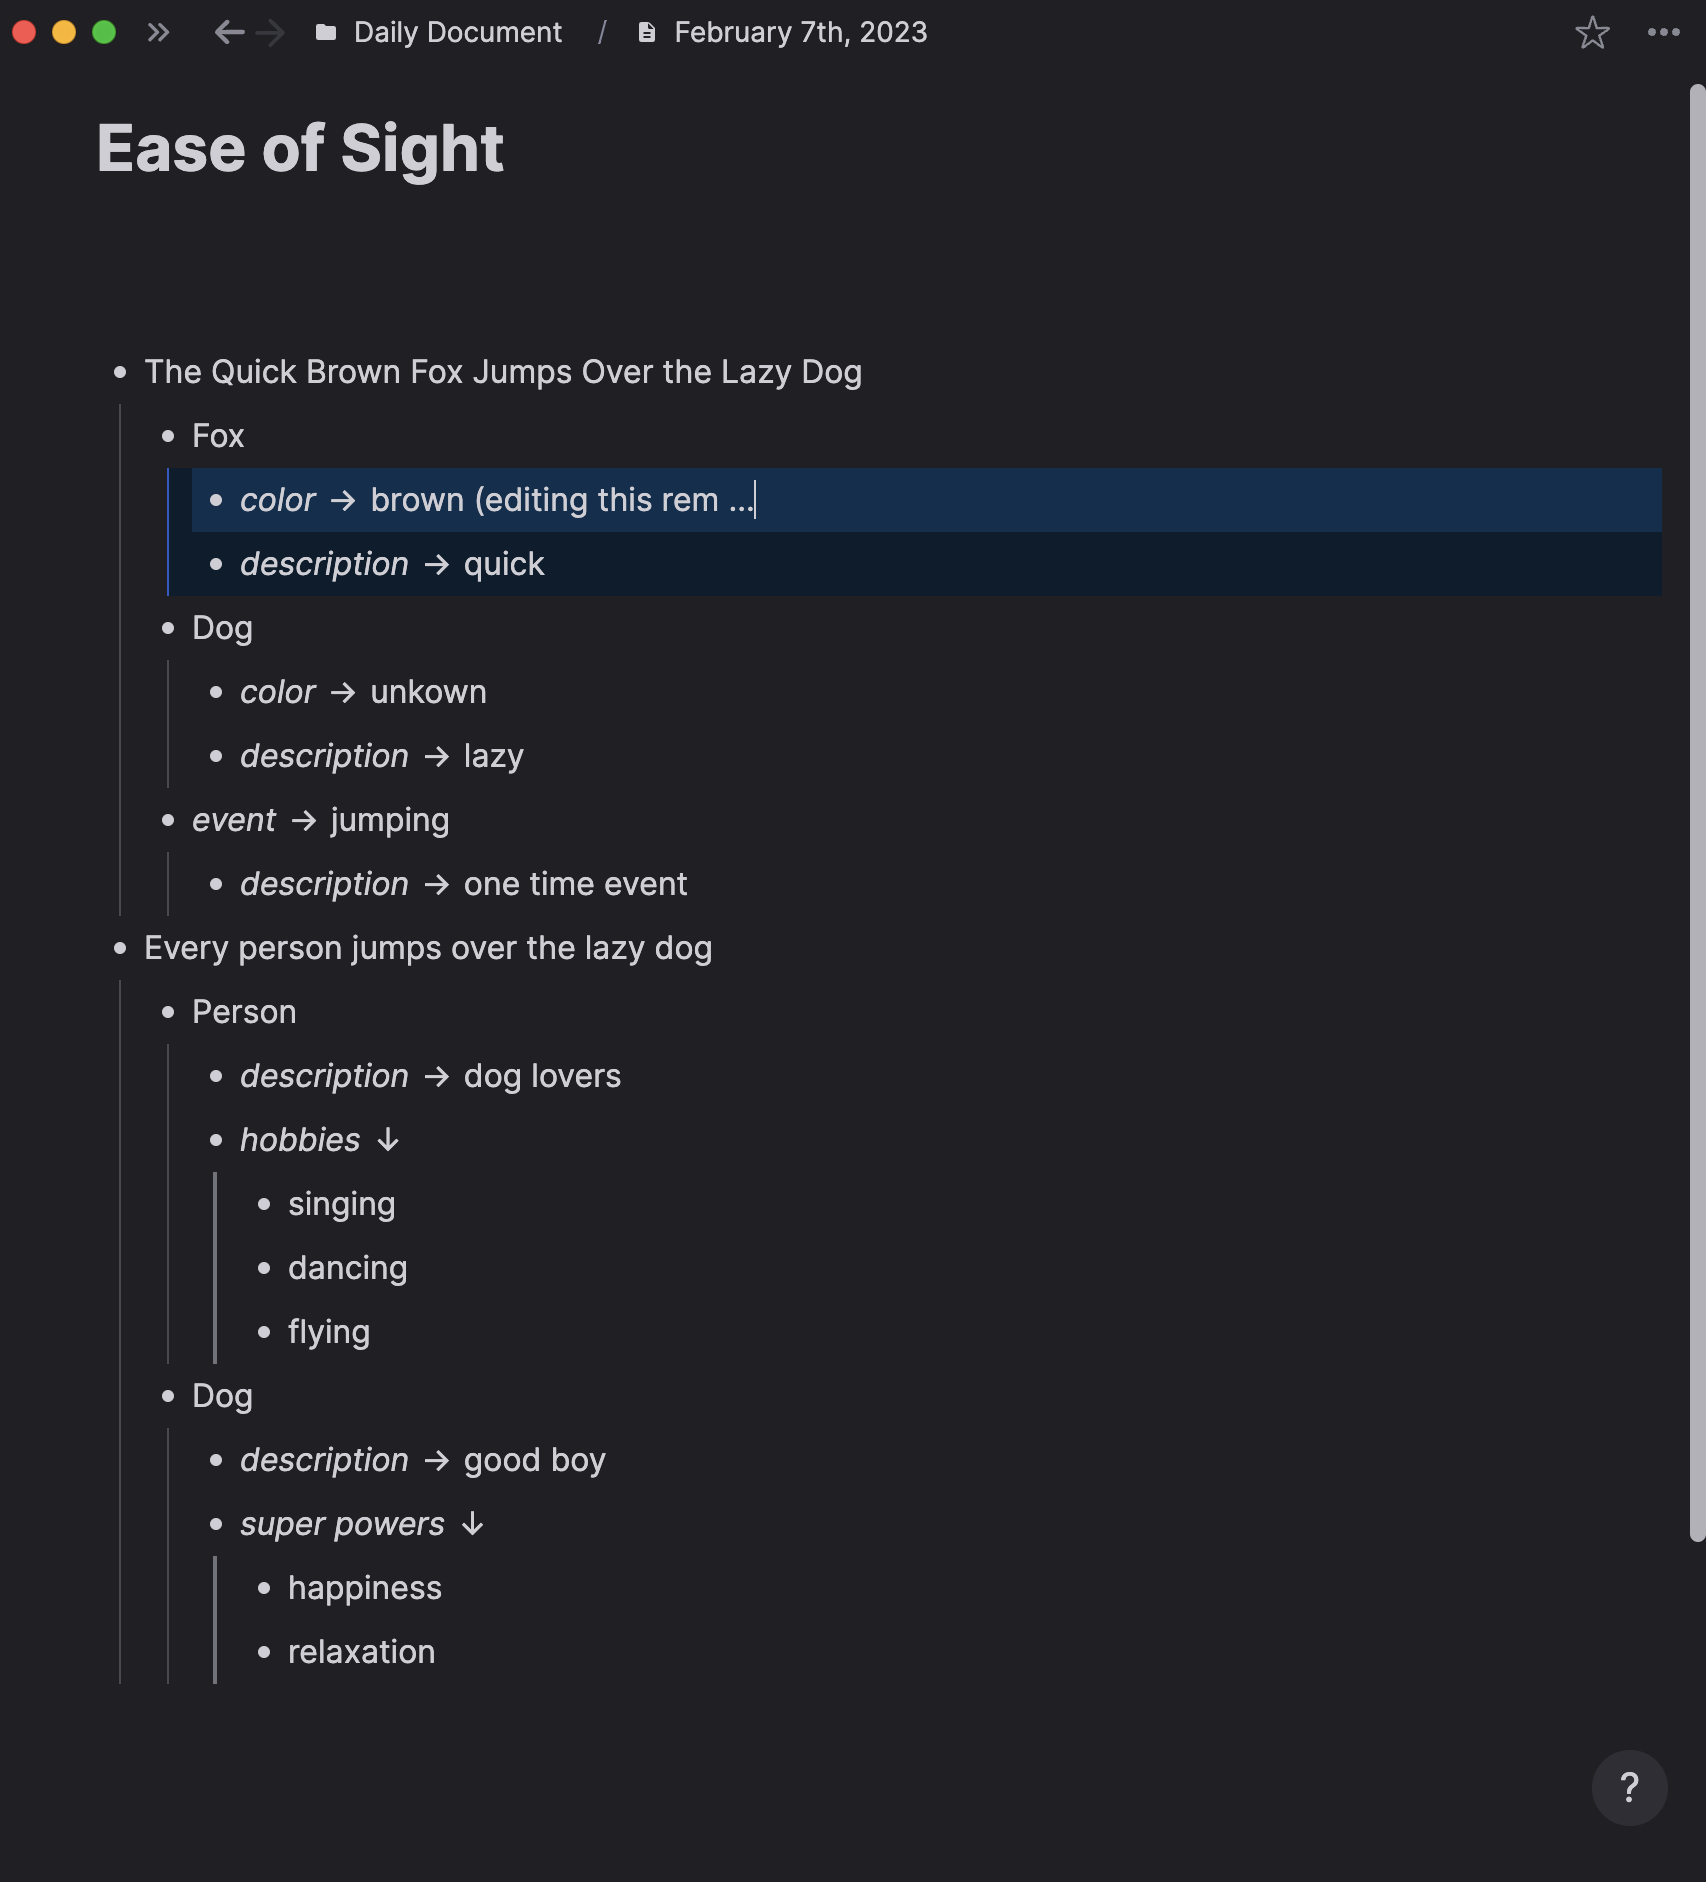 Daily Document / February 7th, 2023
Ease of Sight
The Quick Brown Fox Jumps Over the Lazy Dog
Fox
color → brown (editing this rem ...
description → quick
Dog
color → unkown
description → lazy
event → jumping
description → one time event
Every person jumps over the lazy dog
Person
description → dog lovers
hobbies ↓
singing
dancing
flying
Dog
description → good boy
super powers ↓
happiness
relaxation
?